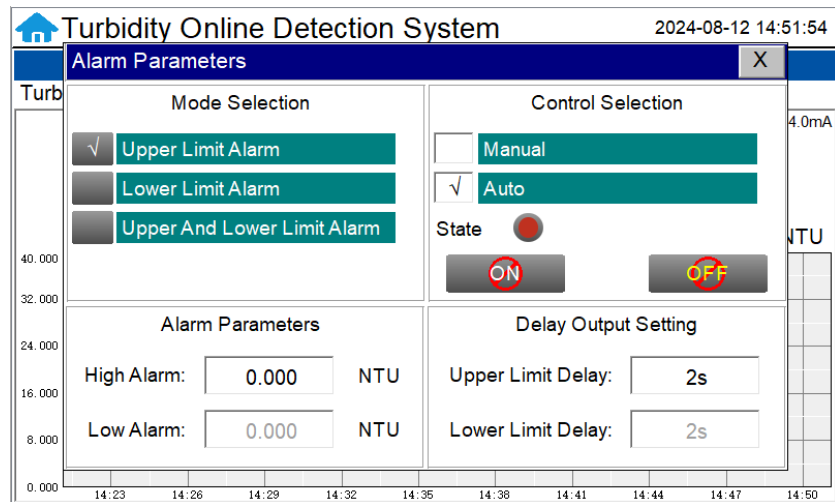 Turbidity Online Detection System 2024-08-12 14:51:54
Alarm Parameters X
Turb
4.0mA
Mode Selection
√ Upper Limit Alarm
Lower Limit Alarm
Upper And Lower Limit Alarm
Control Selection
Manual
√ Auto
State
ON OFF
NTU
Alarm Parameters
High Alarm: 0.000 NTU
Low Alarm: 0.000 NTU
Delay Output Setting
Upper Limit Delay: 2s
Lower Limit Delay: 2s
40.000
32.000
24.000
16.000
8.000
0.000
14:23 14:26 14:29 14:32 14:35 14:38 14:41 14:44 14:47 14:50